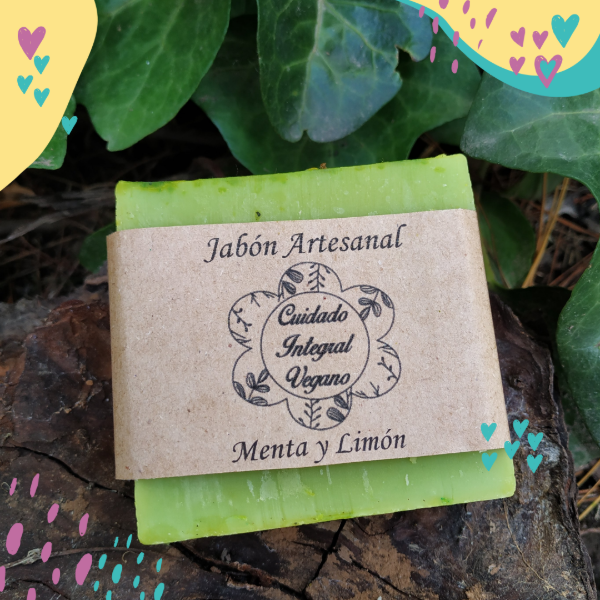 Jabón Artesanal
Cuidado
Integral
Vegano
Menta y Limón